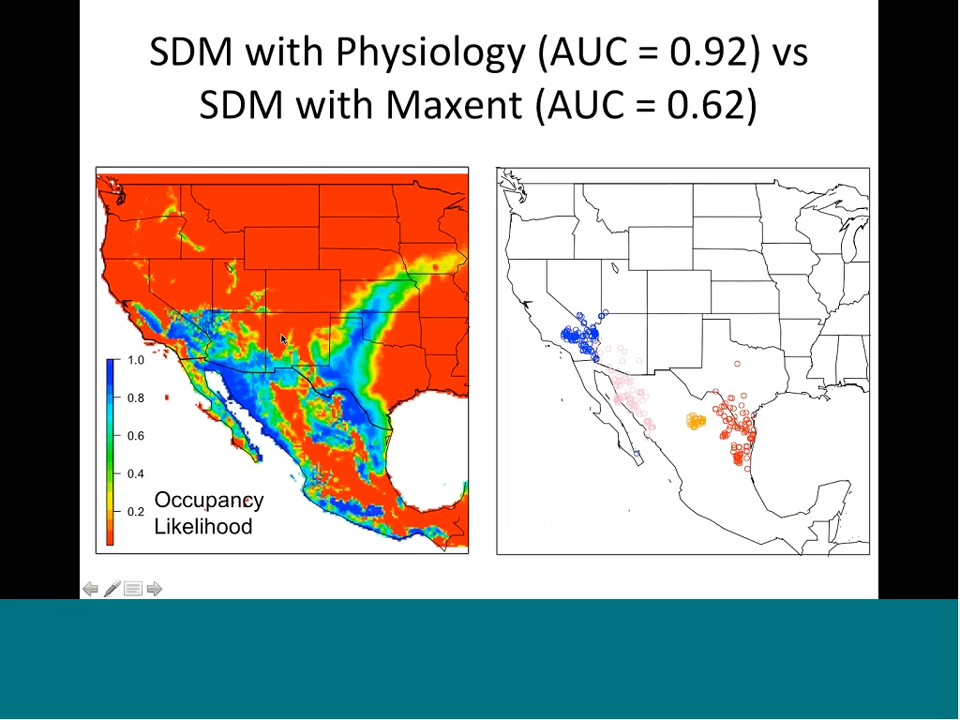 SDM with Physiology (AUC = 0.92) vs
SDM with Maxent (AUC = 0.62)
1.0
0.8
0.6
0.4
0.2
Occupancy
Likelihood